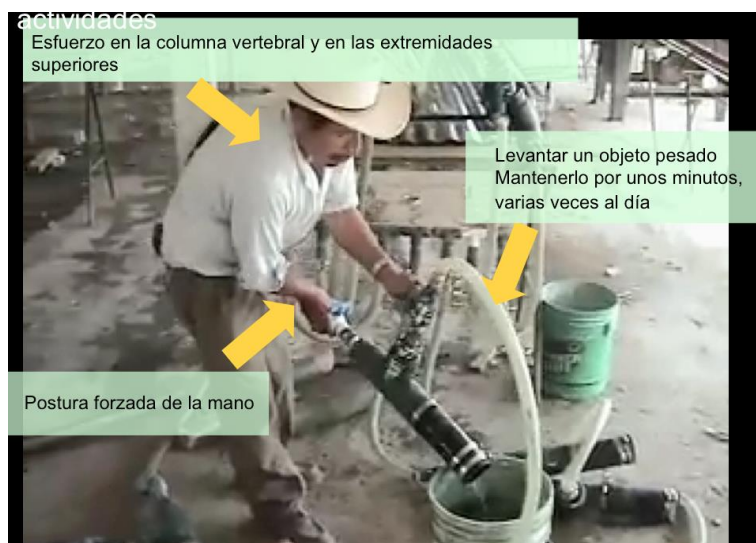 actividades
Esfuerzo en la columna vertebral y en las extremidades
superiores
Levantar un objeto pesado
Mantenerlo por unos minutos,
varias veces al día
Postura forzada de la mano